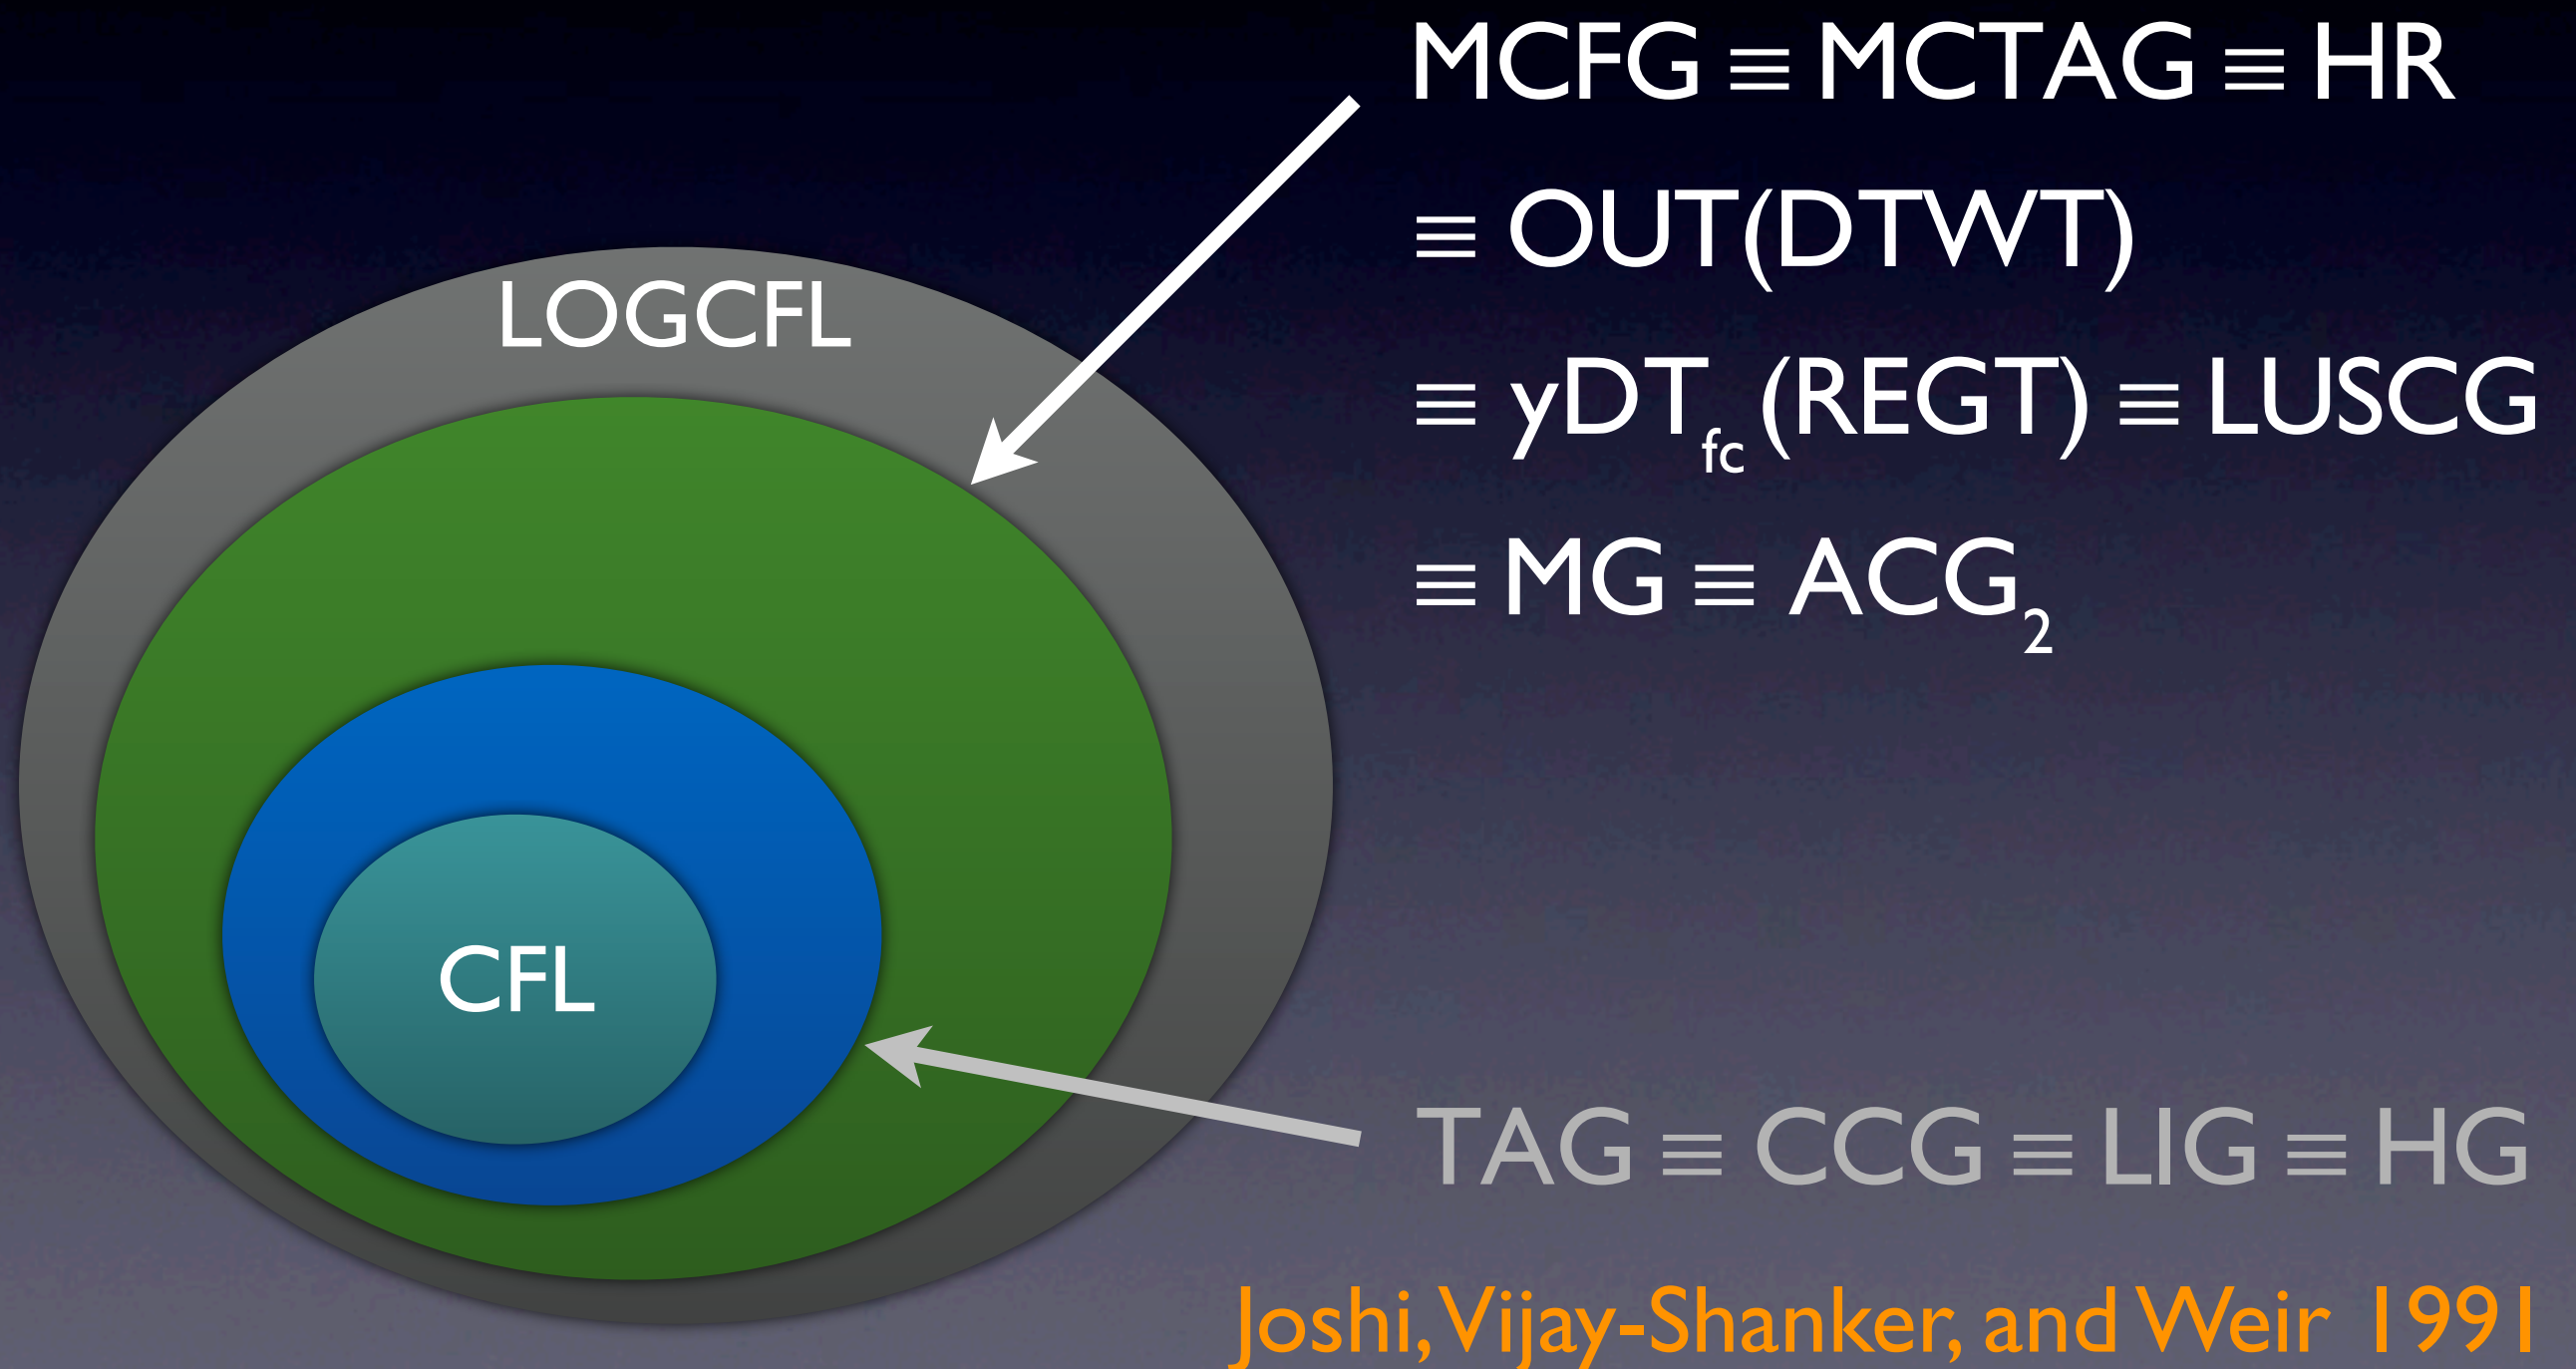 MCFG ≡ MCTAG ≡ HR
≡ OUT(DTWT)
LOGCFL
≡ yDTfc (REGT) ≡ LUSCG
≡ MG ≡ ACG2
CFL
TAG ≡ CCG ≡ LIG ≡ HG
Joshi, Vijay-Shanker, and Weir 1991